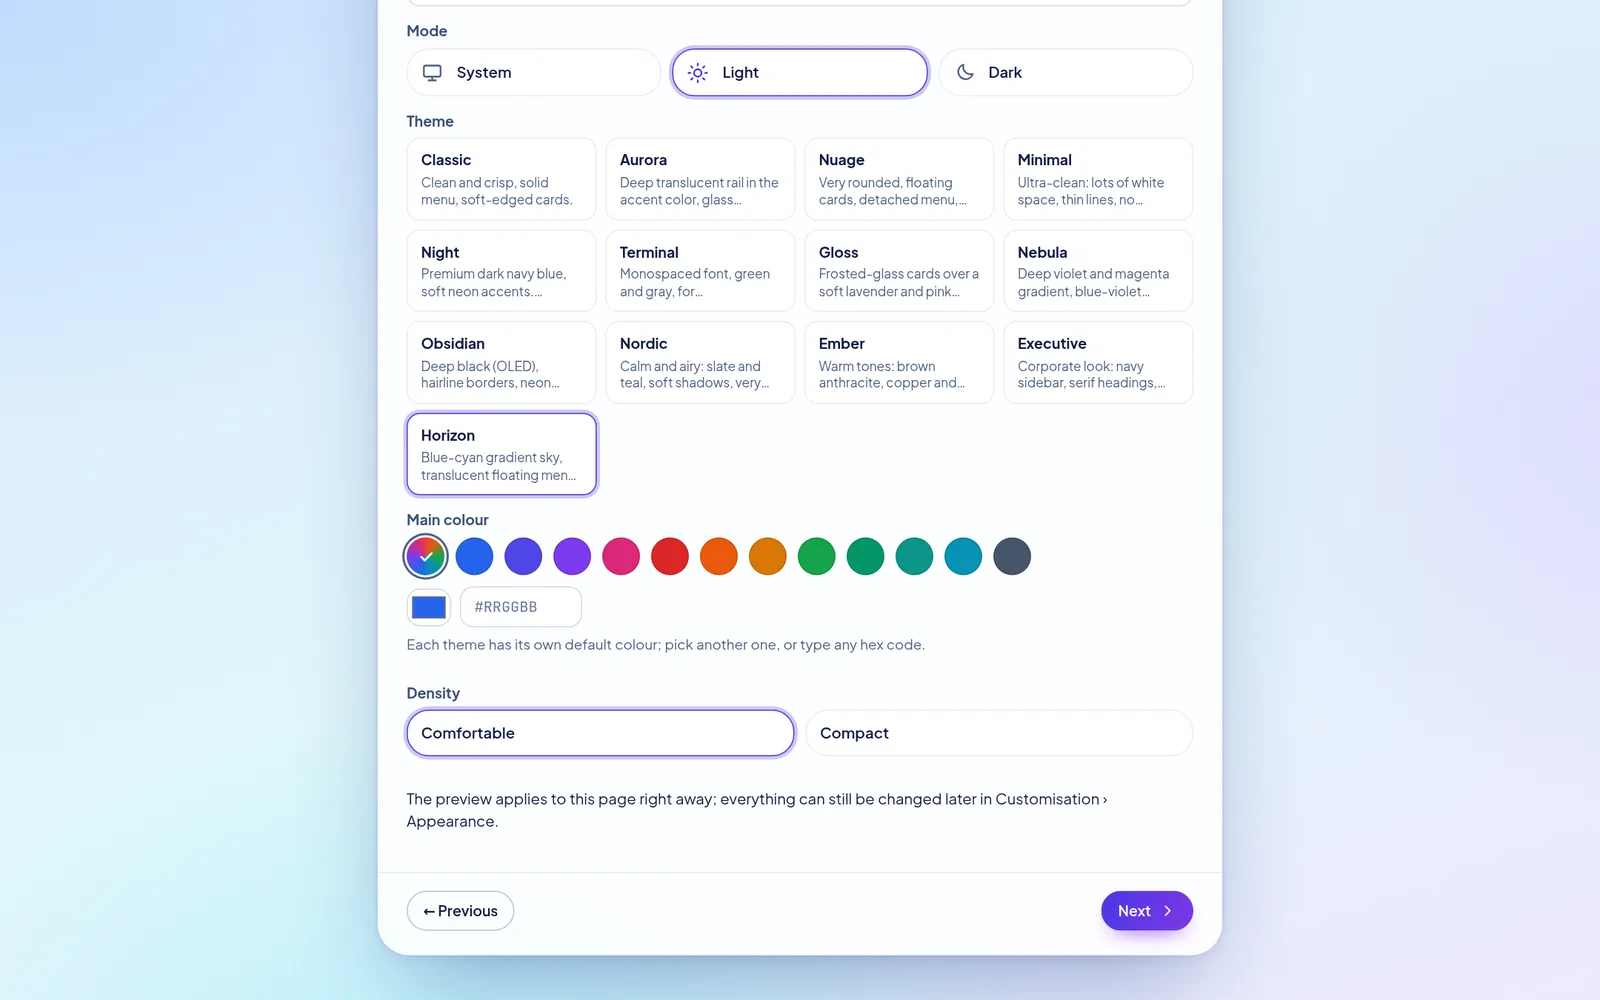 Mode
System
Light
Dark
Theme
Classic
Clean and crisp, solid
menu, soft-edged cards.
Aurora
Deep translucent rail in the
accent color, glass…
Nuage
Very rounded, floating
cards, detached menu,…
Minimal
Ultra-clean: lots of white
space, thin lines, no…
Night
Premium dark navy blue,
soft neon accents.…
Terminal
Monospaced font, green
and gray, for…
Gloss
Frosted-glass cards over a
soft lavender and pink…
Nebula
Deep violet and magenta
gradient, blue-violet…
Obsidian
Deep black (OLED),
hairline borders, neon…
Nordic
Calm and airy: slate and
teal, soft shadows, very…
Ember
Warm tones: brown
anthracite, copper and…
Executive
Corporate look: navy
sidebar, serif headings,…
Horizon
Blue-cyan gradient sky,
translucent floating men…
Main colour
#RRGGBB
Each theme has its own default colour; pick another one, or type any hex code.
Density
Comfortable
Compact
The preview applies to this page right away; everything can still be changed later in Customisation ›
Appearance.
← Previous
Next